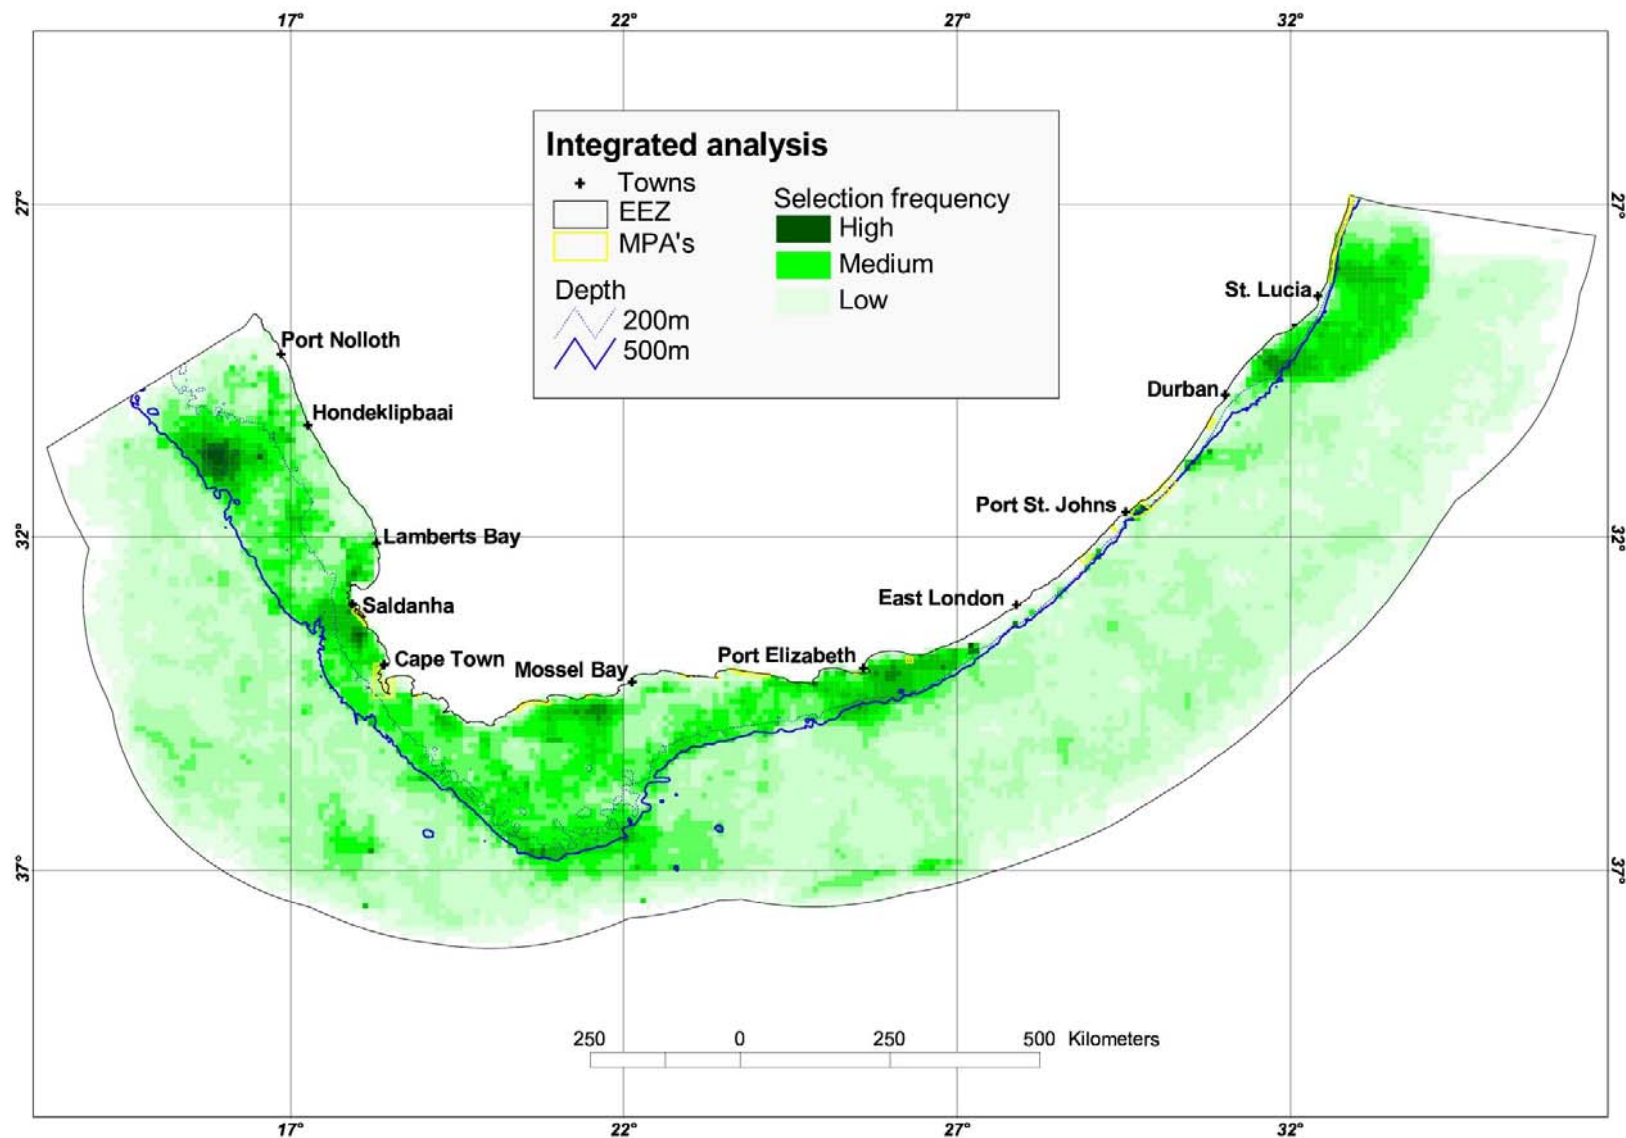 17° 22° 27° 32°
Integrated analysis
Towns
EEZ
MPA's
Depth
200m
500m
Selection frequency
High
Medium
Low
27° 27°
St. Lucia
Port Nolloth
Durban
Hondeklipbaai
Port St. Johns
32° 32°
Lamberts Bay
East London
Saldanha
Cape Town
Port Elizabeth
Mossel Bay
37° 37°
250 0 250 500 Kilometers
17° 22° 27° 32°